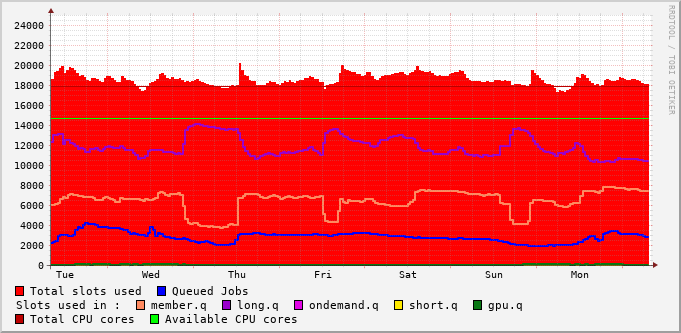 24000
22000
20000
18000
16000
14000
12000
10000
8000
6000
4000
2000
0
Tue Wed Thu Fri Sat Sun Mon
RRDTOOL / TOBI OETIKER
Total slots used Queued Jobs
Slots used in : member.q long.q ondemand.q short.q gpu.q
Total CPU cores Available CPU cores